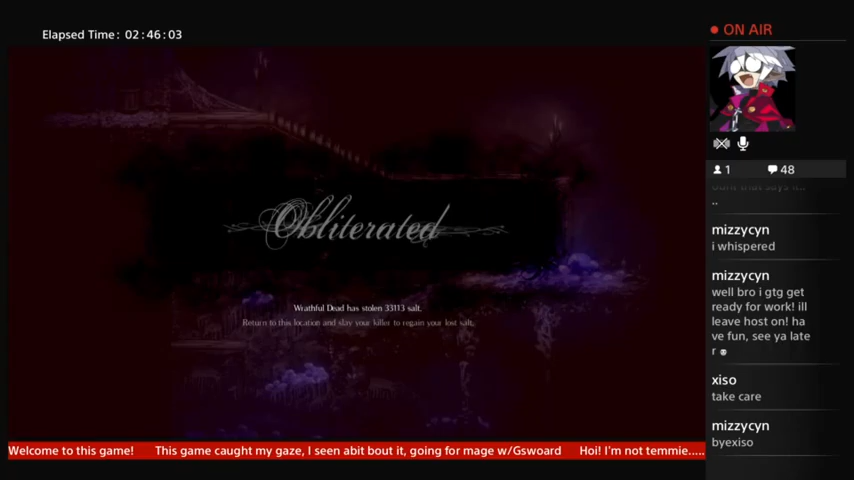 Elapsed Time: 02:46:03
ON AIR
1 48
..
mizzycyn
i whispered
mizzycyn
well bro i gtg get
ready for work! ill
leave host on! ha
ve fun, see ya late
r
xiso
take care
mizzycyn
byexiso
Obliterated
Wrathful Dead has stolen 33113 salt.
Return to this location and slay your killer to regain your lost salt.
Welcome to this game! This game caught my gaze, I seen abit bout it, going for mage w/Gswoard Hoi! I'm not temmie.....